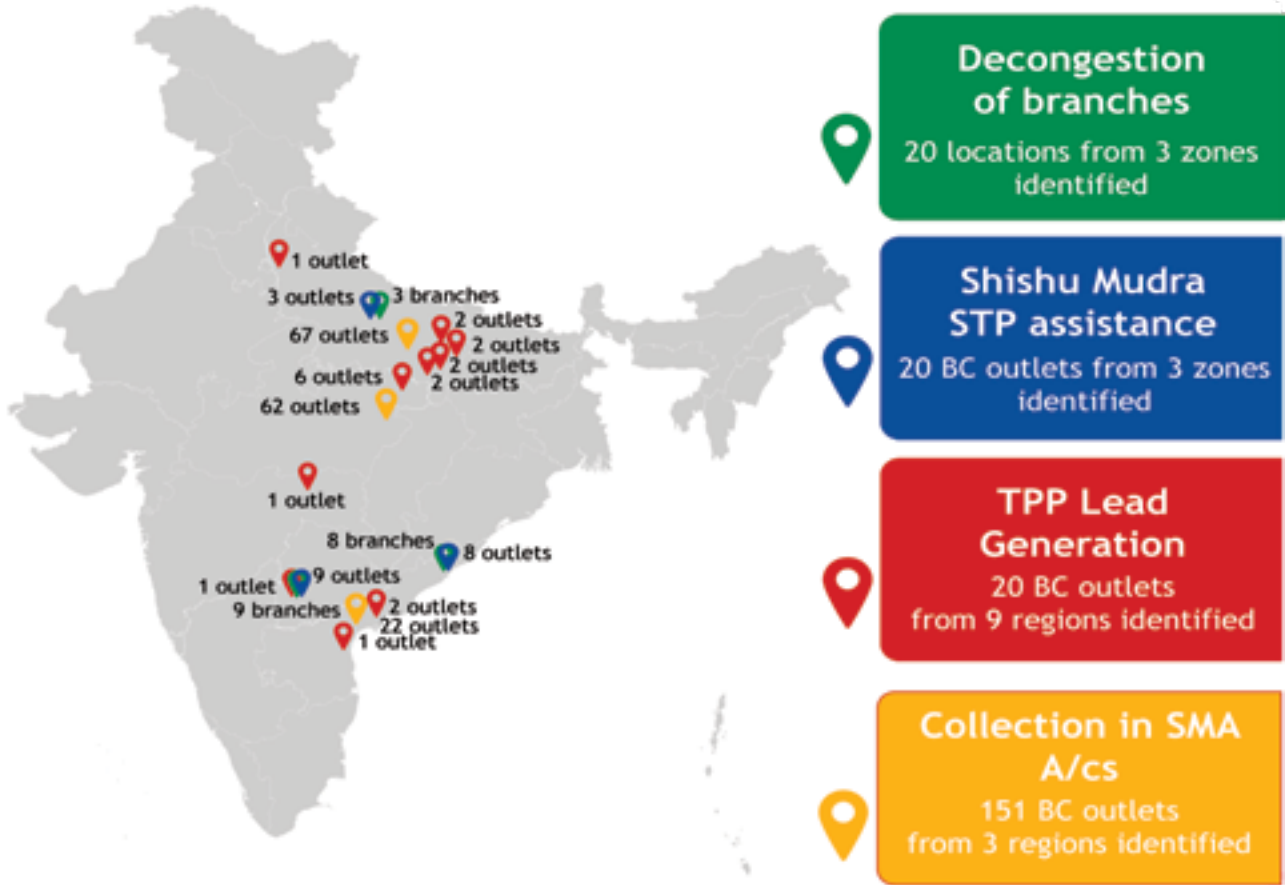 1 outlet
3 outlets
3 branches
67 outlets
2 outlets
2 outlets
2 outlets
2 outlets
6 outlets
62 outlets
1 outlet
8 branches
8 outlets
1 outlet
9 outlets
9 branches
2 outlets
22 outlets
1 outlet
Decongestion
of branches
20 locations from 3 zones
identified
Shishu Mudra
STP assistance
20 BC outlets from 3 zones
identified
TPP Lead
Generation
20 BC outlets
from 9 regions identified
Collection in SMA
A/cs
151 BC outlets
from 3 regions identified